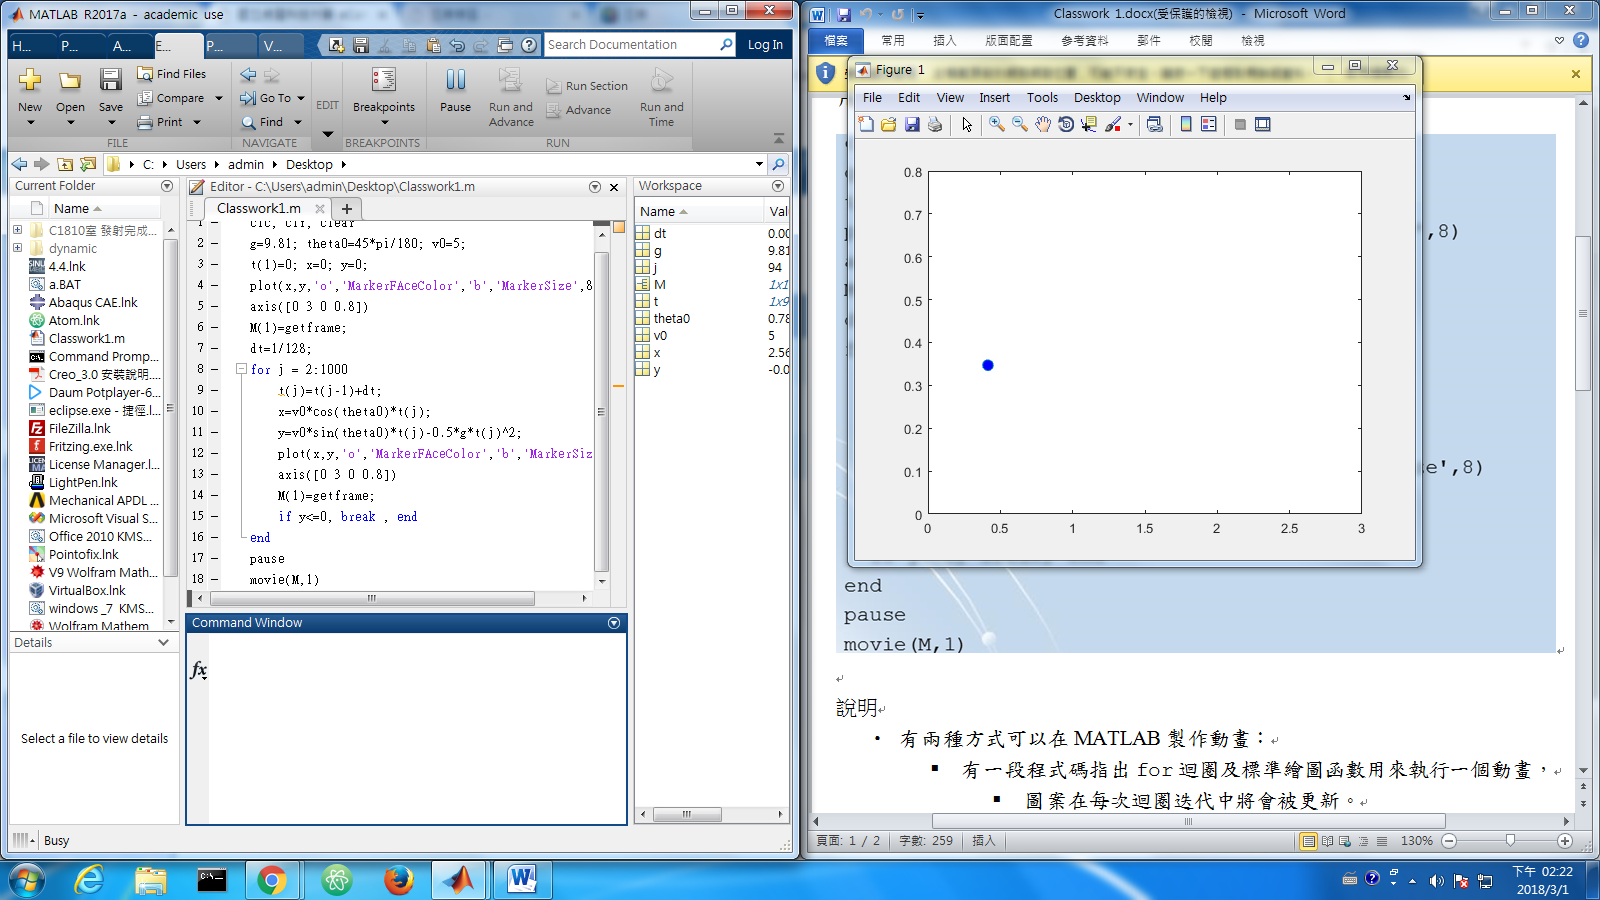 MATLAB R2017a - academic use
H... P... A... E... P... V...
Search Documentation
Log In
New Open Save
Find Files
Compare
Print
Go To
Find
EDIT
Breakpoints
Pause
Run and Advance
Run Section
Advance
Run and Time
FILE NAVIGATE BREAKPOINTS RUN
C: Users admin Desktop
Current Folder
Name
C1810室 發射完成...
dynamic
4.4.lnk
a.BAT
Abaqus CAE.lnk
Atom.lnk
Classwork1.m
Command Promp...
Creo_3.0 安裝說明....
Daum Potplayer-6...
eclipse.exe - 捷徑.l...
FileZilla.lnk
Fritzing.exe.lnk
License Manager.l...
LightPen.lnk
Mechanical APDL ...
Microsoft Visual S...
Office 2010 KMS...
Pointofix.lnk
V9 Wolfram Math...
VirtualBox.lnk
windows _7 KMS...
Wolfram Mathem
Details
Select a file to view details
Busy
Editor - C:\Users\admin\Desktop\Classwork1.m
Classwork1.m
1 clc, clf, clear
2 – g=9.81; theta0=45*pi/180; v0=5;
3 – t(1)=0; x=0; y=0;
4 – plot(x,y,'o','MarkerFAceColor','b','MarkerSize',8
5 – axis([0 3 0 0.8])
6 – M(1)=getframe;
7 – dt=1/128;
8 – for j = 2:1000
9 – t(j)=t(j-1)+dt;
10 – x=v0*cos(theta0)*t(j);
11 – y=v0*sin(theta0)*t(j)-0.5*g*t(j)^2;
12 – plot(x,y,'o','MarkerFAceColor','b','MarkerSiz
13 – axis([0 3 0 0.8])
14 – M(1)=getframe;
15 – if y<=0, break , end
16 – end
17 – pause
18 – movie(M,1)
Command Window
fx
Workspace
Name Val
dt 0.00
g 9.81
j 94
M 1x1
t 1x9
theta0 0.78
v0 5
x 2.56
y -0.0
Classwork 1.docx(受保護的檢視) - Microsoft Word
檔案 常用 插入 版面配置 參考資料 郵件 校閱 檢視
Figure 1
File Edit View Insert Tools Desktop Window Help
0.8
0.7
0.6
0.5
0.4
0.3
0.2
0.1
0
0 0.5 1 1.5 2 2.5 3
,8)
e',8)
end
pause
movie(M,1)
說明
• 有兩種方式可以在 MATLAB 製作動畫：
▪ 有一段程式碼指出 for 迴圈及標準繪圖函數用來執行一個動畫，
▪ 圖案在每次迴圈迭代中將會被更新。
頁面: 1 / 2 字數: 259 插入 130%
下午 02:22
2018/3/1